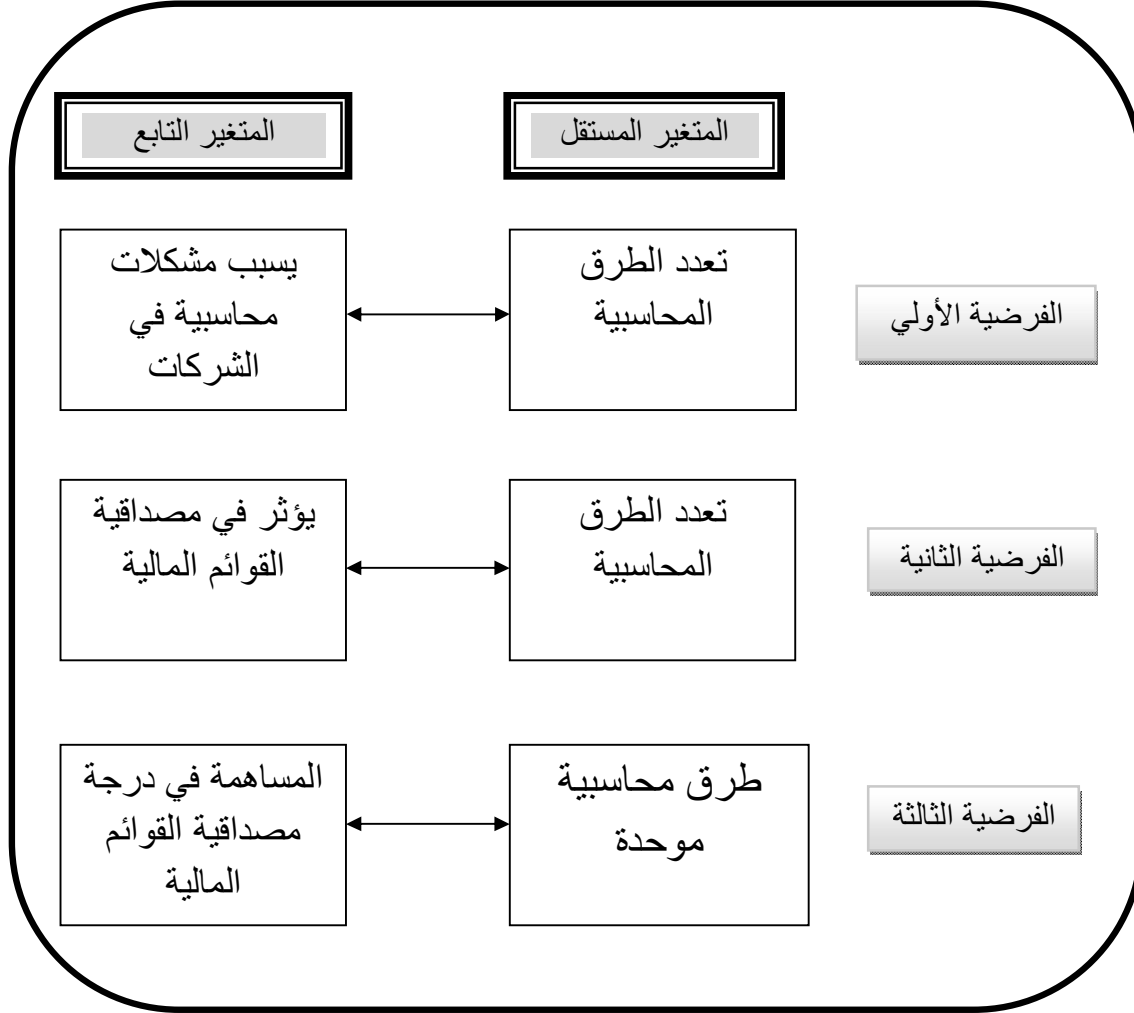 المتغير المستقل
المتغير التابع
الفرضية الأولي
تعدد الطرق
المحاسبية
يسبب مشكلات
محاسبية في
الشركات
الفرضية الثانية
تعدد الطرق
المحاسبية
يؤثر في مصداقية
القوائم المالية
الفرضية الثالثة
طرق محاسبية
موحدة
المساهمة في درجة
مصداقية القوائم
المالية